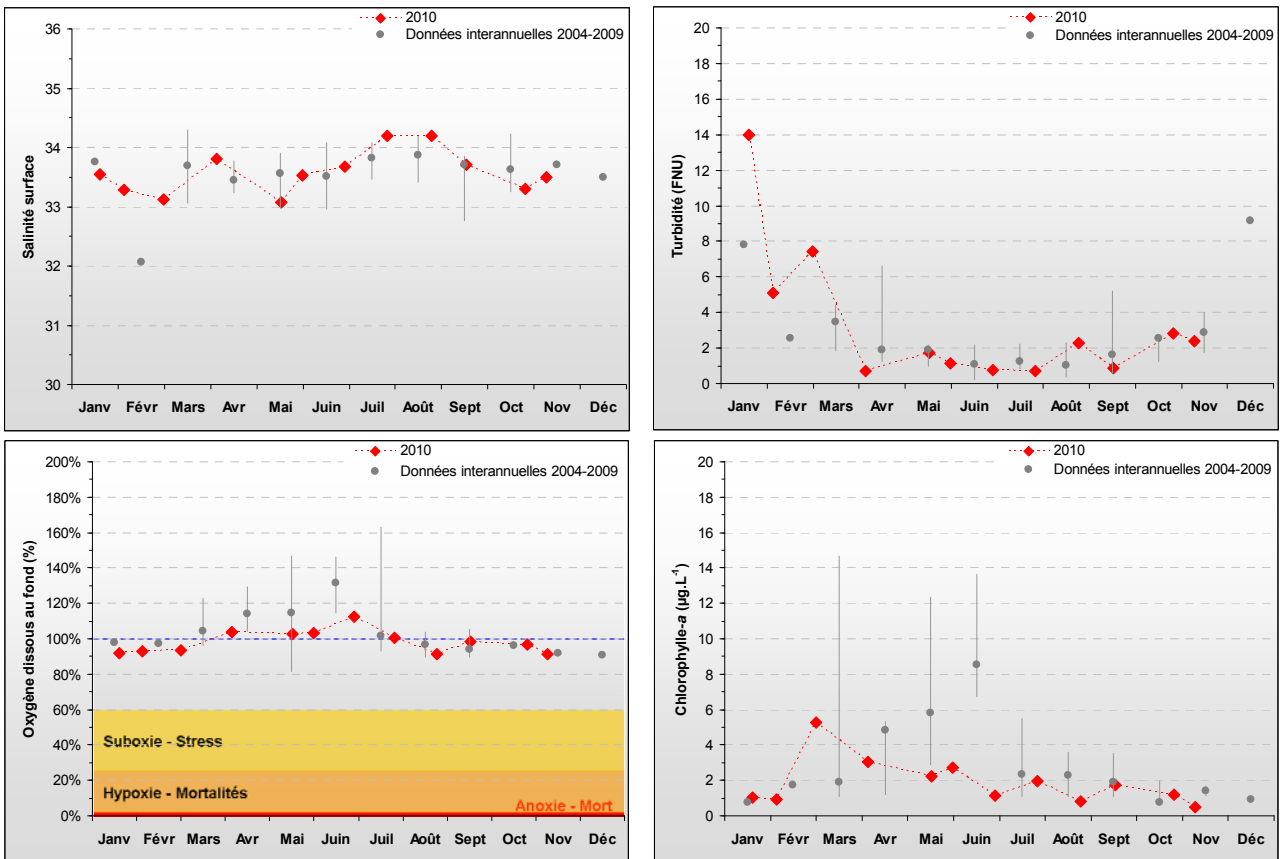 2010
Données interannuelles 2004-2009
36
35
34
33
32
31
30
Salinité surface
Janv Févr Mars Avr Mai Juin Juil Août Sept Oct Nov Déc
2010
Données interannuelles 2004-2009
20
18
16
14
12
10
8
6
4
2
0
Turbidité (FNU)
Janv Févr Mars Avr Mai Juin Juil Août Sept Oct Nov Déc
2010
Données interannuelles 2004-2009
200%
180%
160%
140%
120%
100%
80%
60%
40%
20%
0%
Oxygène dissous au fond (%)
Suboxie - Stress
Hypoxie - Mortalités
Anoxie - Mort
Janv Févr Mars Avr Mai Juin Juil Août Sept Oct Nov Déc
2010
Données interannuelles 2004-2009
20
18
16
14
12
10
8
6
4
2
0
Chlorophylle-a (µg.L⁻¹)
Janv Févr Mars Avr Mai Juin Juil Août Sept Oct Nov Déc